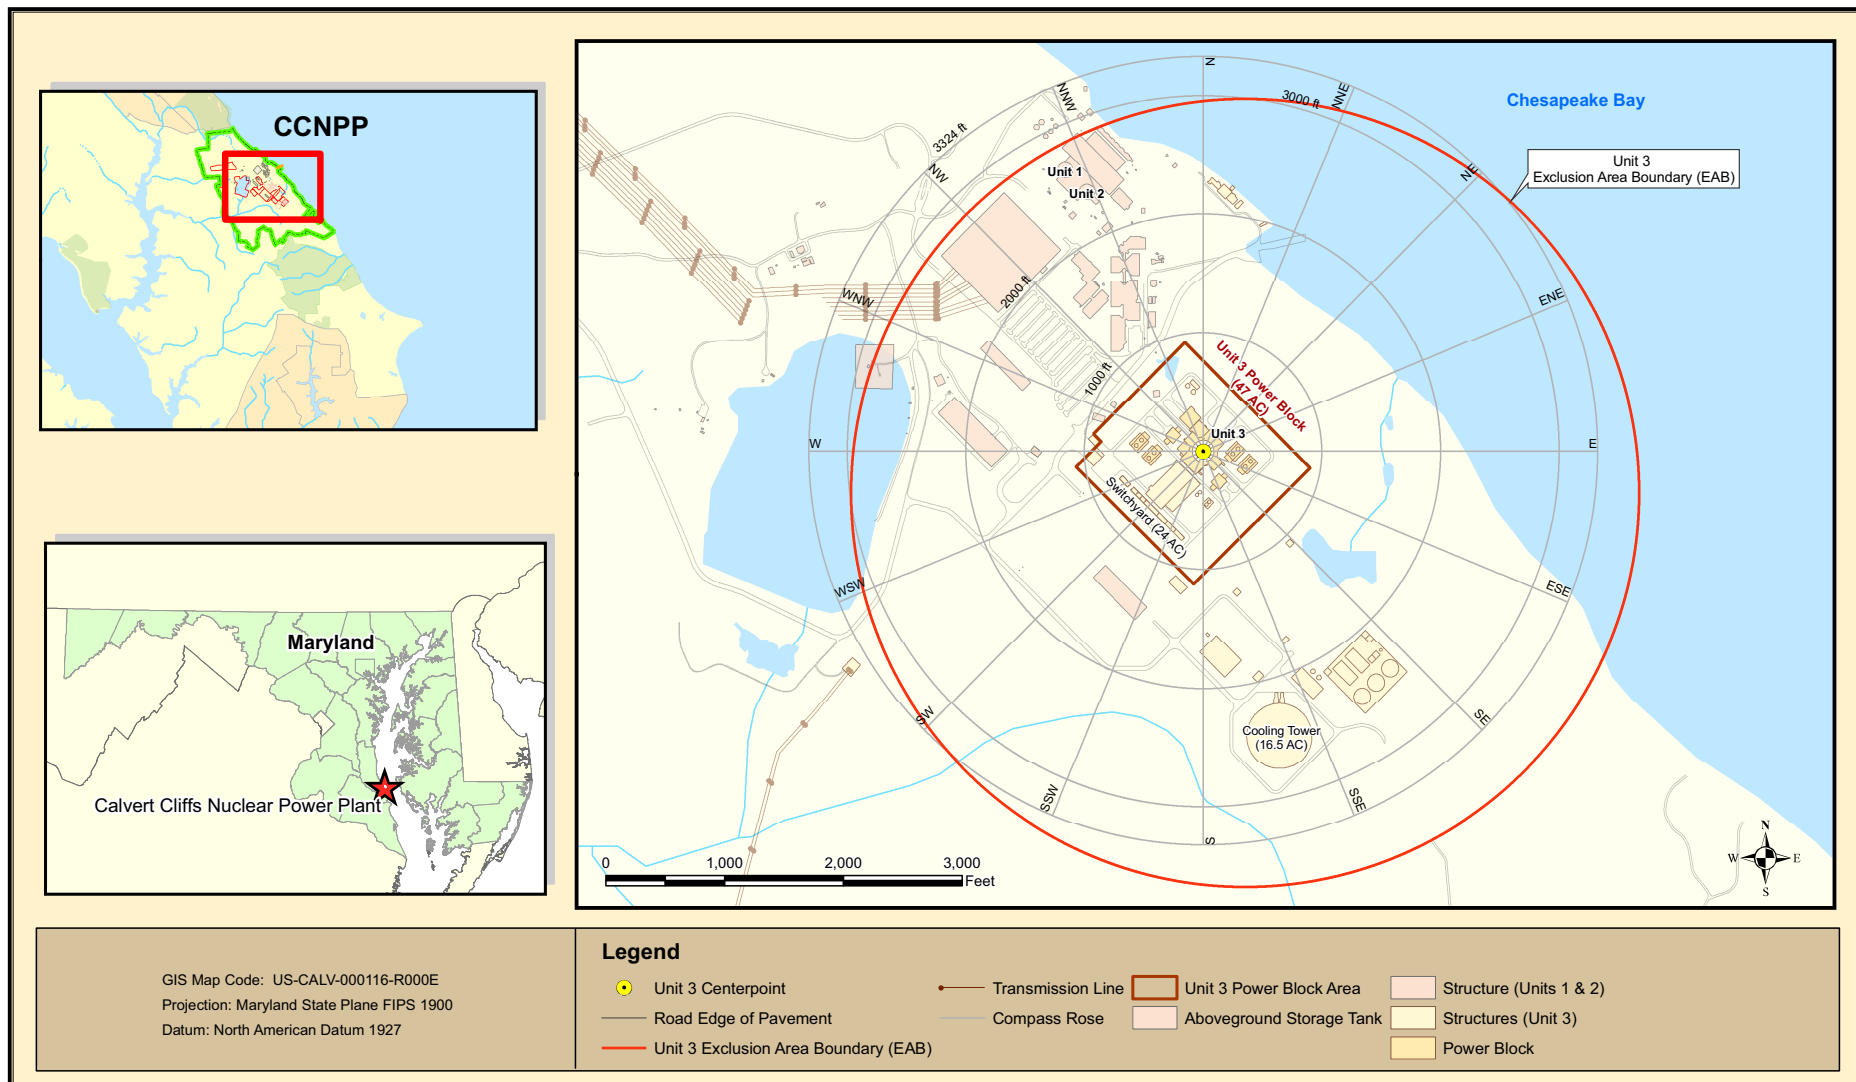 CCNPP
Maryland
Calvert Cliffs Nuclear Power Plant
Chesapeake Bay
Unit 3
Exclusion Area Boundary (EAB)
N
NNE
NE
ENE
E
ESE
SE
SSE
S
SSW
SW
WSW
W
WNW
NW
NNW
3324 ft
3000 ft
2000 ft
1000 ft
Unit 1
Unit 2
Unit 3 Power Block
(47 AC)
Unit 3
Switchyard (24 AC)
Cooling Tower
(16.5 AC)
0 1,000 2,000 3,000
Feet
N
W E
S
GIS Map Code: US-CALV-000116-R000E
Projection: Maryland State Plane FIPS 1900
Datum: North American Datum 1927
Legend
Unit 3 Centerpoint
Road Edge of Pavement
Unit 3 Exclusion Area Boundary (EAB)
Transmission Line
Compass Rose
Unit 3 Power Block Area
Aboveground Storage Tank
Structure (Units 1 & 2)
Structures (Unit 3)
Power Block